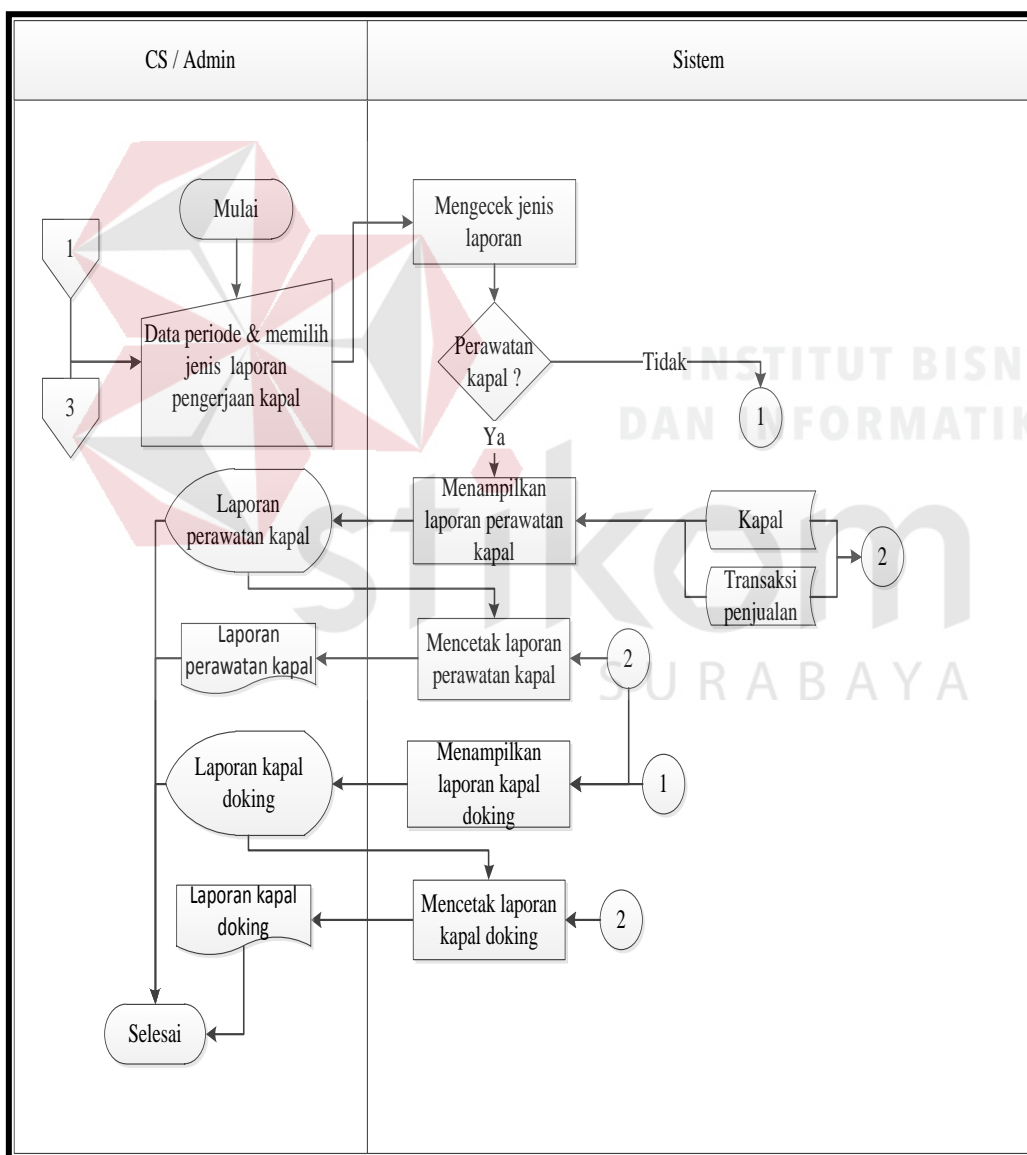 CS / Admin
Sistem
Mulai
1
3
Data periode & memilih
jenis laporan
pengerjaan kapal
Mengecek jenis
laporan
Perawatan
kapal ?
Tidak
1
Ya
Menampilkan
laporan perawatan
kapal
Laporan
perawatan kapal
Kapal
Transaksi
penjualan
2
Laporan
perawatan kapal
Mencetak laporan
perawatan kapal
2
Laporan kapal
doking
Menampilkan
laporan kapal
doking
1
Laporan kapal
doking
Mencetak laporan
kapal doking
2
Selesai
INSTITUT BISN
DAN INFORMATIK
stikom
SURABAYA